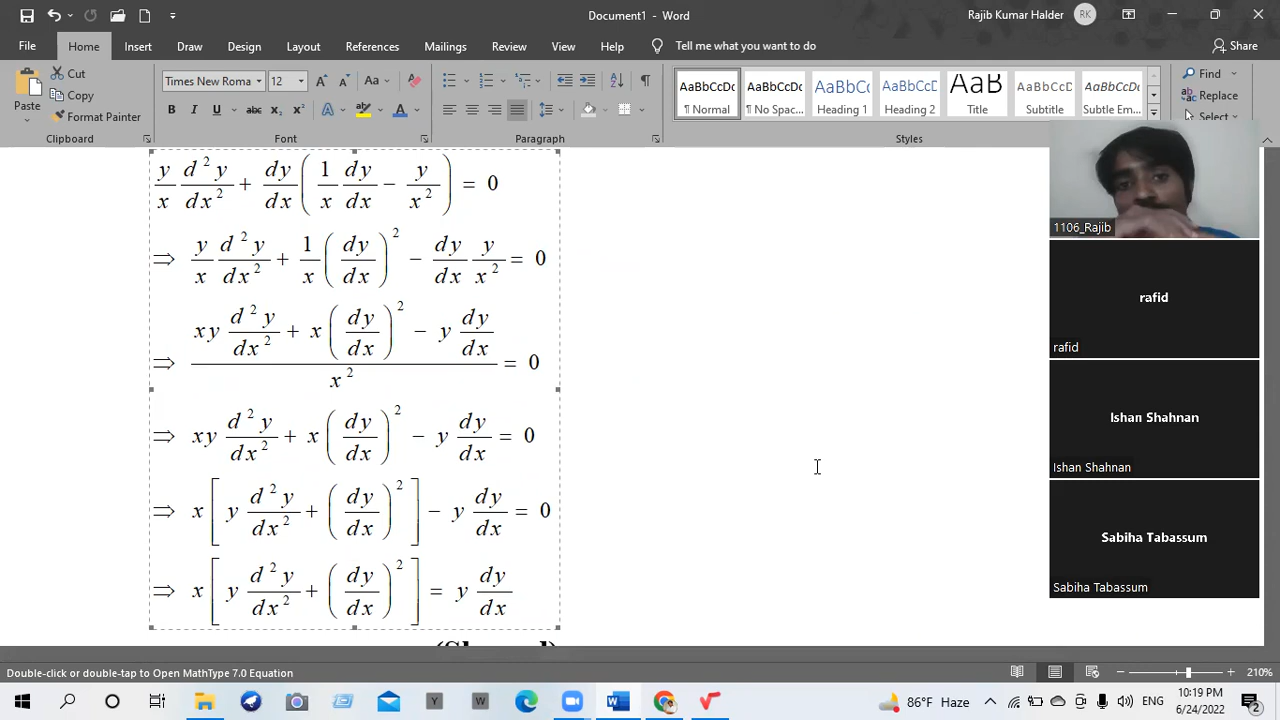 Document1 - Word
Rajib Kumar Halder
RK
File Home Insert Draw Design Layout References Mailings Review View Help Tell me what you want to do Share
Paste
Cut
Copy
Format Painter
Times New Roma 12
Aa
B I U abc x₂ x² A A
AaBbCcDc AaBbCcDc AaBbCc AaBbCcD AaB AaBbCcD AaBbCcDc
¶ Normal ¶ No Spac... Heading 1 Heading 2 Title Subtitle Subtle Em...
Find
Replace
Select
Clipboard Font Paragraph Styles
y/x d²y/dx² + dy/dx (1/x dy/dx − y/x²) = 0
⇒ y/x d²y/dx² + 1/x (dy/dx)² − dy/dx y/x² = 0
⇒ (xy d²y/dx² + x (dy/dx)² − y dy/dx)/x² = 0
⇒ xy d²y/dx² + x (dy/dx)² − y dy/dx = 0
⇒ x [y d²y/dx² + (dy/dx)²] − y dy/dx = 0
⇒ x [y d²y/dx² + (dy/dx)²] = y dy/dx
1106_Rajib
rafid
rafid
Ishan Shahnan
Ishan Shahnan
Sabiha Tabassum
Sabiha Tabassum
Double-click or double-tap to Open MathType 7.0 Equation
210%
Y W
86°F Haze
ENG
10:19 PM
6/24/2022
2